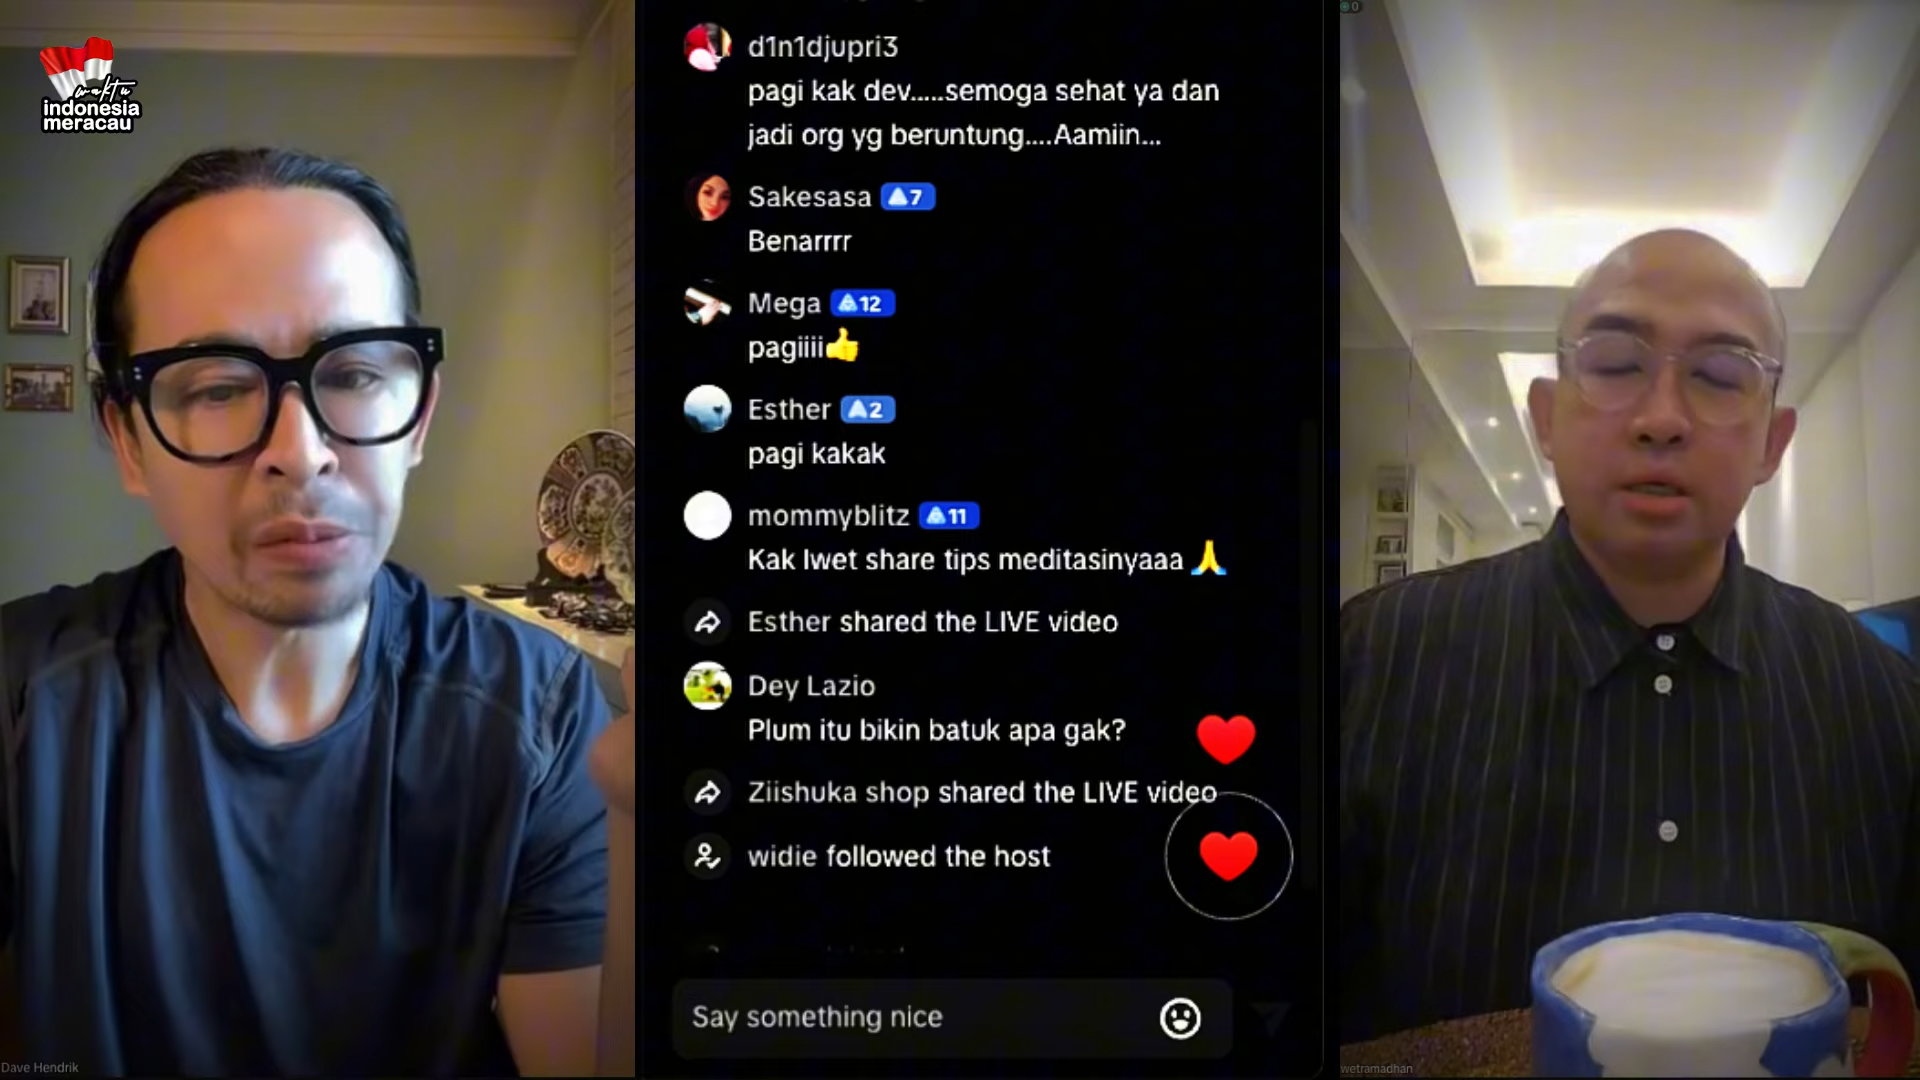 waktu
indonesia
meracau
d1n1djupri3
pagi kak dev.....semoga sehat ya dan
jadi org yg beruntung....Aamiin...
Sakesasa 7
Benarrrr
Mega 12
pagiiii👍
Esther 2
pagi kakak
mommyblitz 11
Kak Iwet share tips meditasinyaaa 🙏
Esther shared the LIVE video
Dey Lazio
Plum itu bikin batuk apa gak?
Ziishuka shop shared the LIVE video
widie followed the host
Say something nice
Dave Hendrik
0
wetramadhan